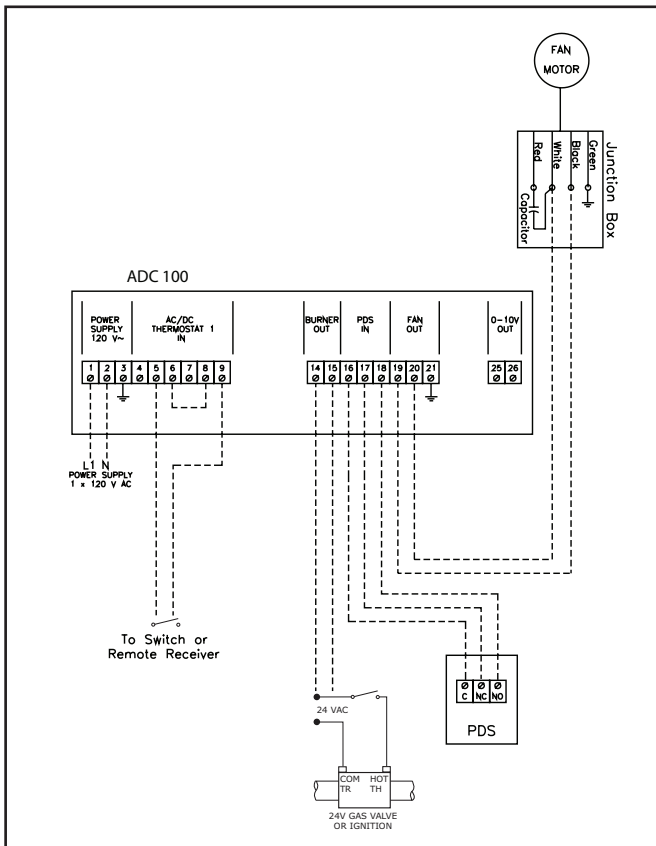 FAN
MOTOR
Red
White
Black
Green
Capacitor
Junction Box
ADC 100
POWER
SUPPLY
120 V~
AC/DC
THERMOSTAT 1
IN
BURNER
OUT
PDS
IN
FAN
OUT
0-10V
OUT
1 2 3 4 5 6 7 8 9
14 15 16 17 18 19 20 21
25 26
L1 N
POWER SUPPLY
1 x 120 V AC
To Switch or
Remote Receiver
C NC NO
PDS
24 VAC
COM HOT
TR TH
24V GAS VALVE
OR IGNITION